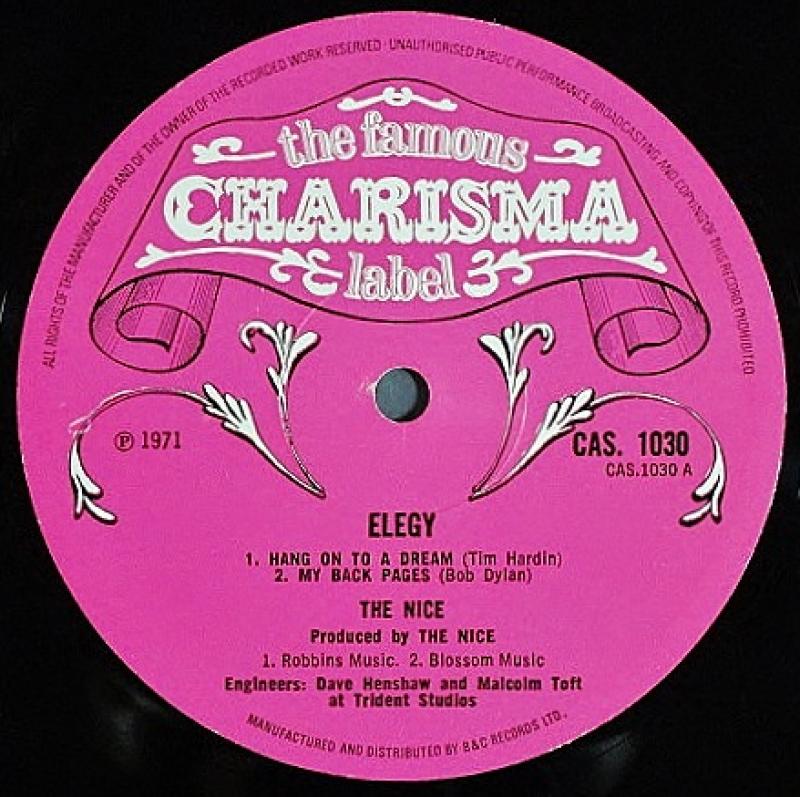 ALL RIGHTS OF THE MANUFACTURER AND OF THE OWNER OF THE RECORDED WORK RESERVED · UNAUTHORISED PUBLIC PERFORMANCE BROADCASTING AND COPYING OF THIS RECORD PROHIBITED
the famous
CHARISMA
label
Ⓟ 1971
CAS. 1030
CAS.1030 A
ELEGY
1. HANG ON TO A DREAM (Tim Hardin)
2. MY BACK PAGES (Bob Dylan)
THE NICE
Produced by THE NICE
1. Robbins Music. 2. Blossom Music
Engineers: Dave Henshaw and Malcolm Toft
at Trident Studios
MANUFACTURED AND DISTRIBUTED BY B&C RECORDS LTD.